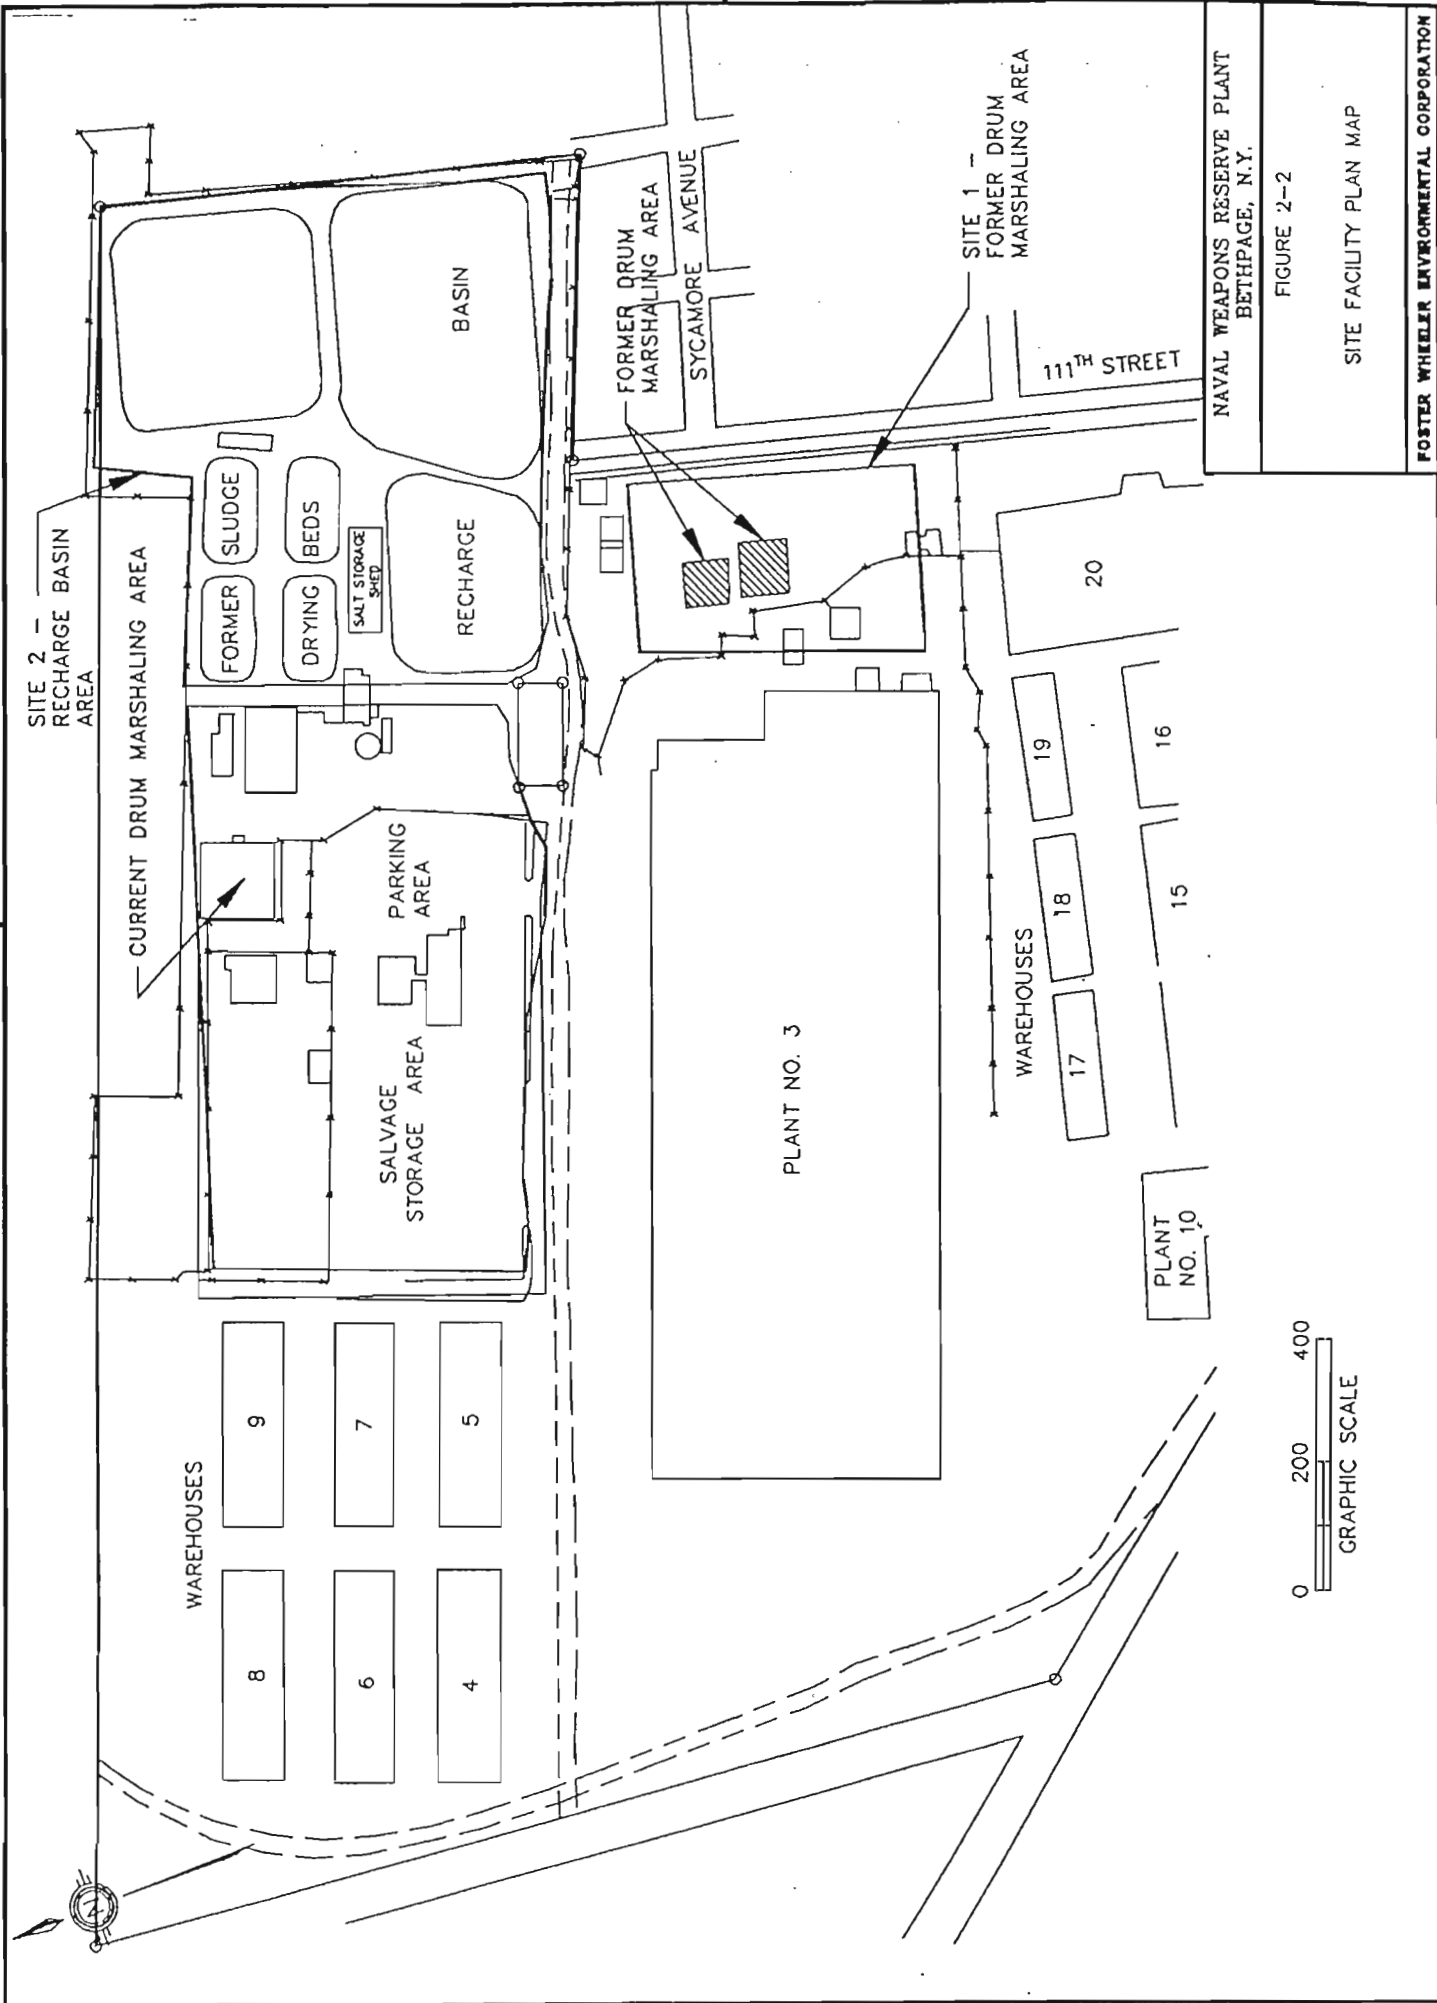 SITE 2 –
RECHARGE BASIN
AREA
CURRENT DRUM MARSHALING AREA
FORMER
SLUDGE
DRYING
BEDS
SALT STORAGE
SHED
RECHARGE
BASIN
PARKING
AREA
SALVAGE
STORAGE AREA
WAREHOUSES
8
9
6
7
4
5
N
FORMER DRUM
MARSHALING AREA
SYCAMORE AVENUE
SITE 1 –
FORMER DRUM
MARSHALING AREA
111TH STREET
PLANT NO. 3
WAREHOUSES
17
18
19
20
15
16
PLANT
NO. 10
0 200 400
GRAPHIC SCALE
NAVAL WEAPONS RESERVE PLANT
BETHPAGE, N.Y.
FIGURE 2–2
SITE FACILITY PLAN MAP
FOSTER WHEELER ENVIRONMENTAL CORPORATION